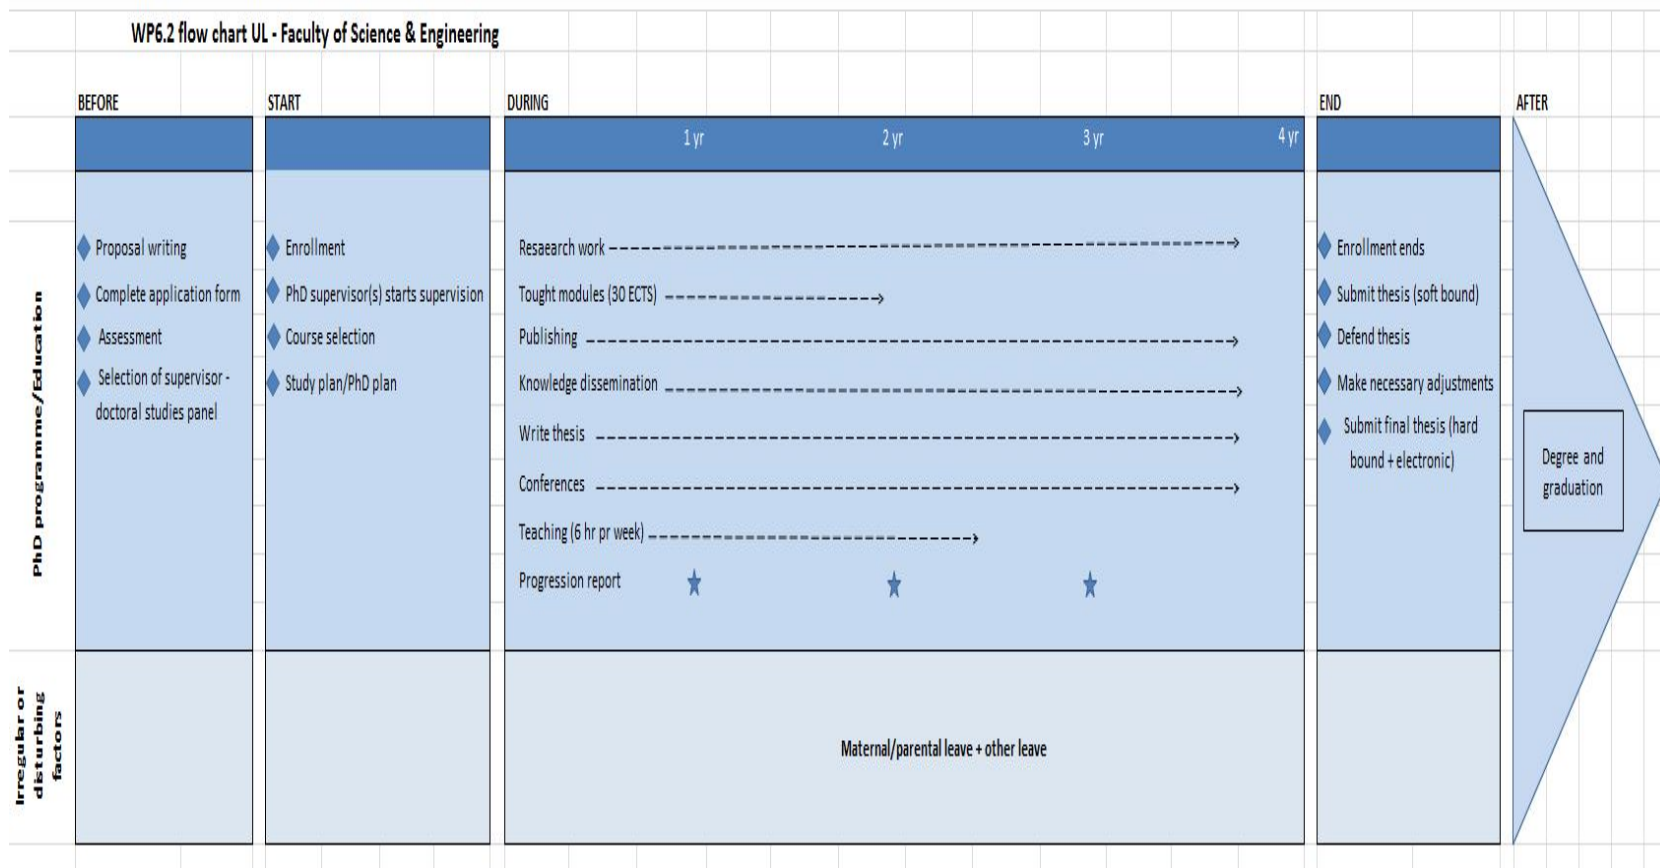 WP6.2 flow chart UL - Faculty of Science & Engineering
BEFORE
START
DURING
END
AFTER
1 yr
2 yr
3 yr
4 yr
PhD programme/Education
Proposal writing
Complete application form
Assessment
Selection of supervisor -
doctoral studies panel
Enrollment
PhD supervisor(s) starts supervision
Course selection
Study plan/PhD plan
Resaearch work
Tought modules (30 ECTS)
Publishing
Knowledge dissemination
Write thesis
Conferences
Teaching (6 hr pr week)
Progression report
Enrollment ends
Submit thesis (soft bound)
Defend thesis
Make necessary adjustments
Submit final thesis (hard
bound + electronic)
Degree and
graduation
Irregular or
disturbing
factors
Maternal/parental leave + other leave